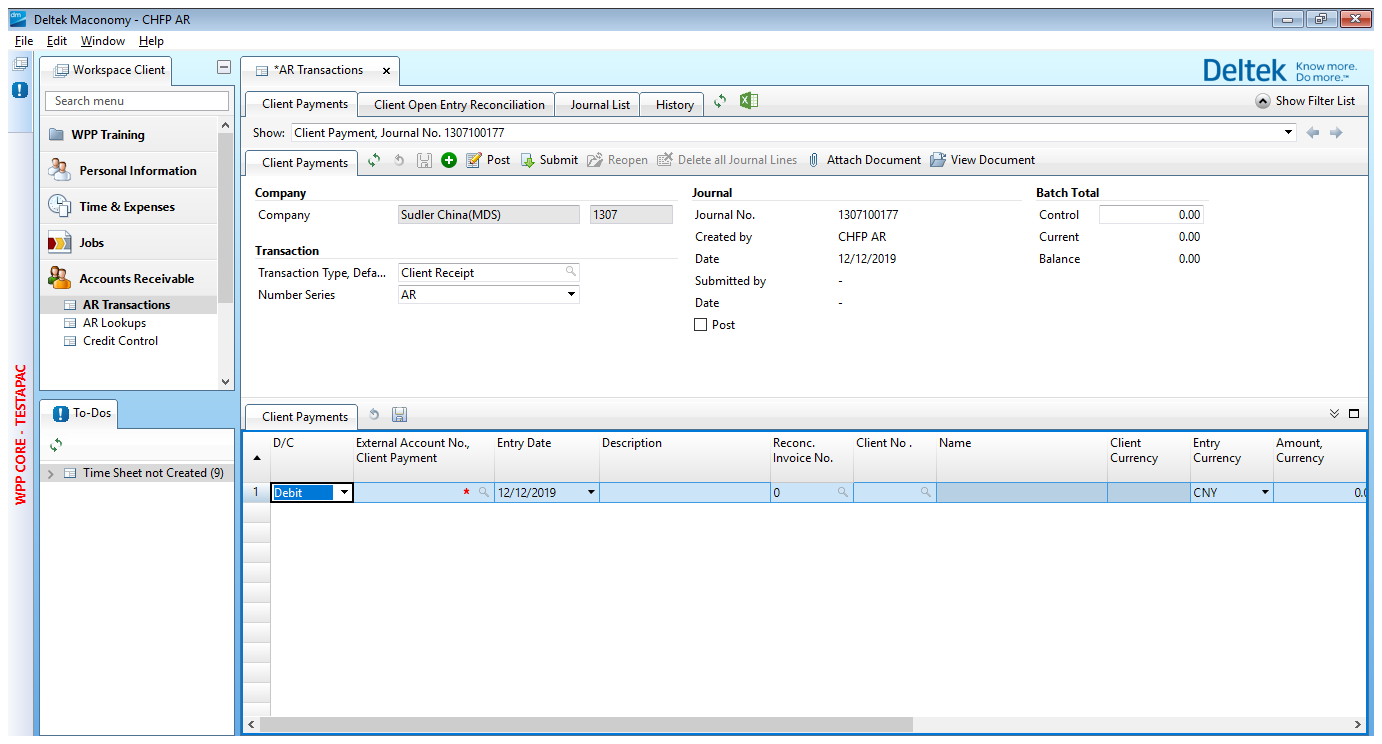 dm
Deltek Maconomy - CHFP AR
File Edit Window Help
Workspace Client
*AR Transactions x
Deltek Know more. Do more.™
Search menu
Client Payments Client Open Entry Reconciliation Journal List History
Show Filter List
WPP Training
Show: Client Payment, Journal No. 1307100177
Personal Information
Client Payments Post Submit Reopen Delete all Journal Lines Attach Document View Document
Time & Expenses
Jobs
Accounts Receivable
AR Transactions
AR Lookups
Credit Control
Company
Company Sudler China(MDS) 1307
Transaction
Transaction Type, Defa... Client Receipt
Number Series AR
Journal
Journal No. 1307100177
Created by CHFP AR
Date 12/12/2019
Submitted by -
Date -
Post
Batch Total
Control 0.00
Current 0.00
Balance 0.00
WPP CORE - TESTAPAC
To-Dos
Time Sheet not Created (9)
Client Payments
D/C External Account No., Client Payment Entry Date Description Reconc. Invoice No. Client No . Name Client Currency Entry Currency Amount, Currency
1 Debit * 12/12/2019 0 CNY 0.0